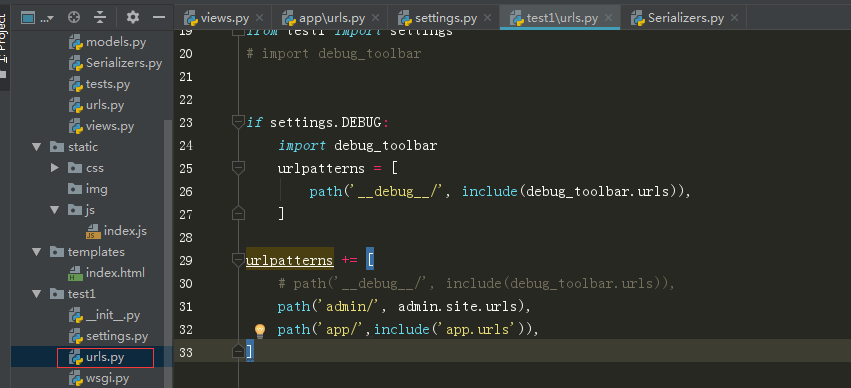 1: Project
...
views.py
app\urls.py
settings.py
test1\urls.py
Serializers.py
models.py
Serializers.py
tests.py
urls.py
views.py
static
css
img
js
index.js
templates
index.html
test1
__init__.py
settings.py
urls.py
wsgi.py
19 from test1 import settings
20 # import debug_toolbar
21
22
23 if settings.DEBUG:
24     import debug_toolbar
25     urlpatterns = [
26         path('__debug__/', include(debug_toolbar.urls)),
27     ]
28
29 urlpatterns += [
30     # path('__debug__/', include(debug_toolbar.urls)),
31     path('admin/', admin.site.urls),
32     path('app/',include('app.urls')),
33 ]